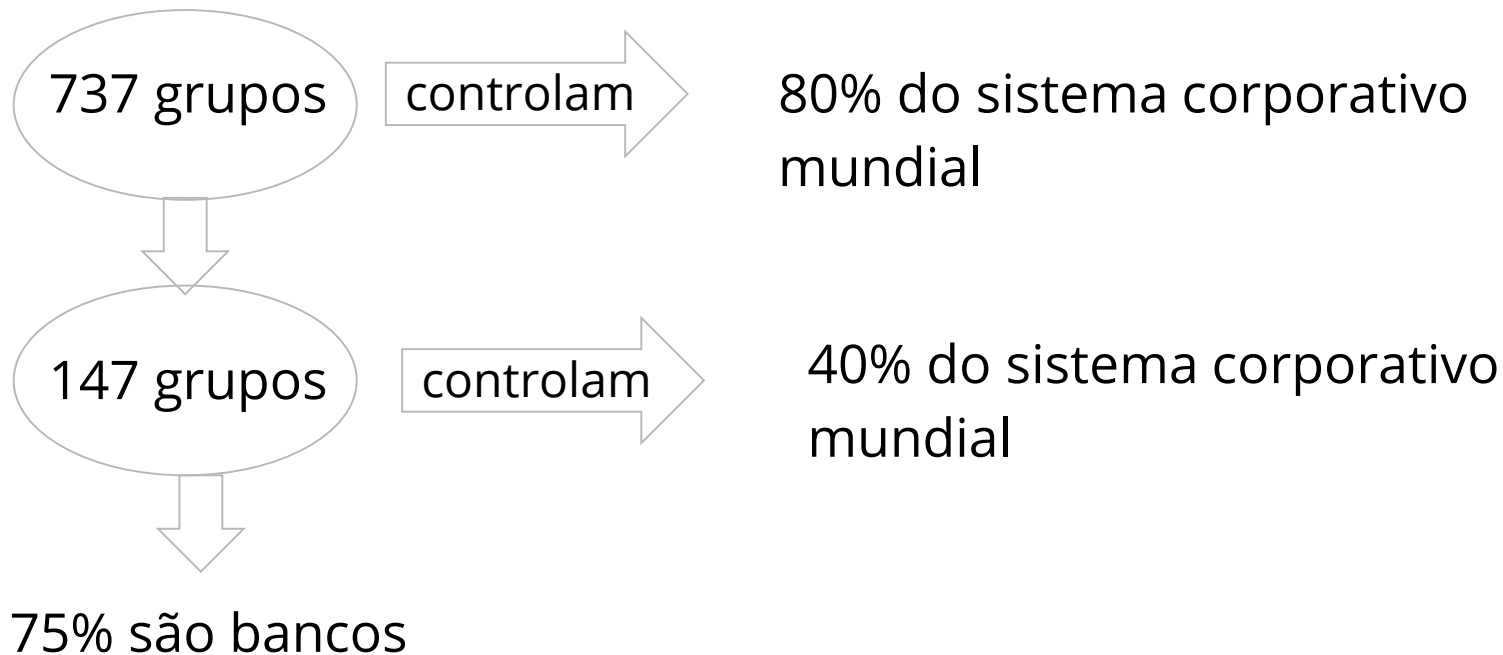 737 grupos
controlam
80% do sistema corporativo
mundial
147 grupos
controlam
40% do sistema corporativo
mundial
75% são bancos